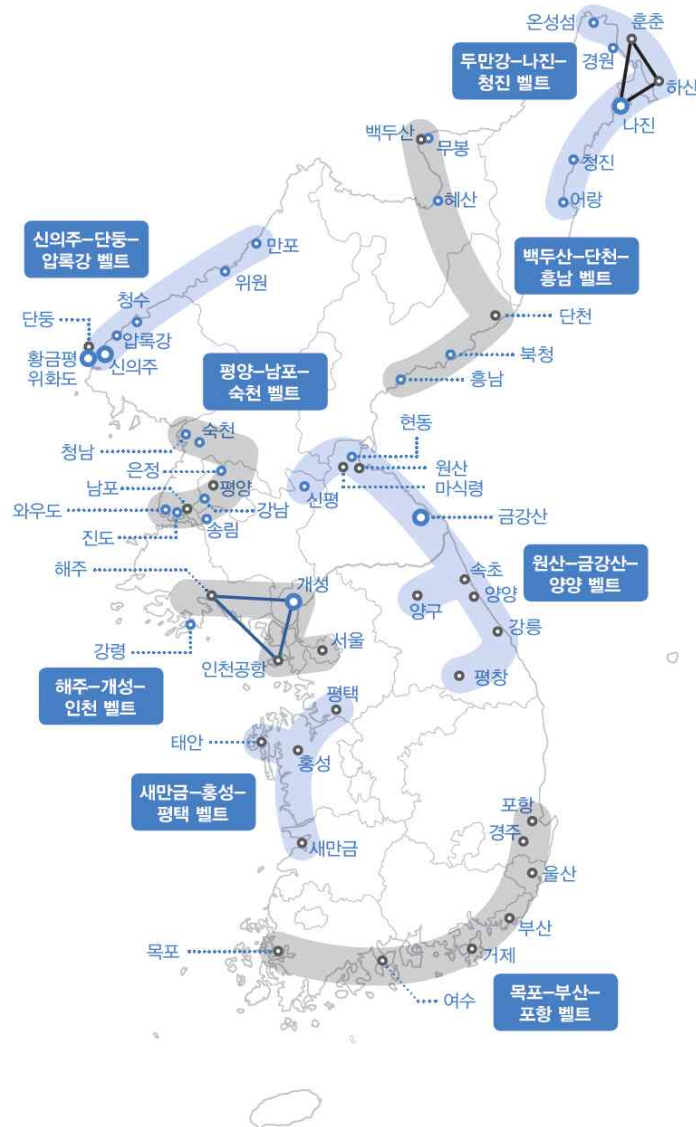 온성섬
훈춘
경원
두만강-나진-
청진 벨트
하산
나진
백두산
무봉
청진
혜산
어랑
신의주-단둥-
압록강 벨트
만포
백두산-단천-
흥남 벨트
위원
청수
단둥
압록강
단천
황금평
위화도
신의주
북청
평양-남포-
숙천 벨트
흥남
현동
숙천
청남
은정
원산
평양
마식령
남포
신평
와우도
강남
진도
송림
금강산
해주
개성
속초
원산-금강산-
양양 벨트
양구
양양
강령
서울
강릉
인천공항
평창
해주-개성-
인천 벨트
평택
태안
홍성
새만금-홍성-
평택 벨트
포항
경주
새만금
울산
부산
목포
거제
여수
목포-부산-
포항 벨트